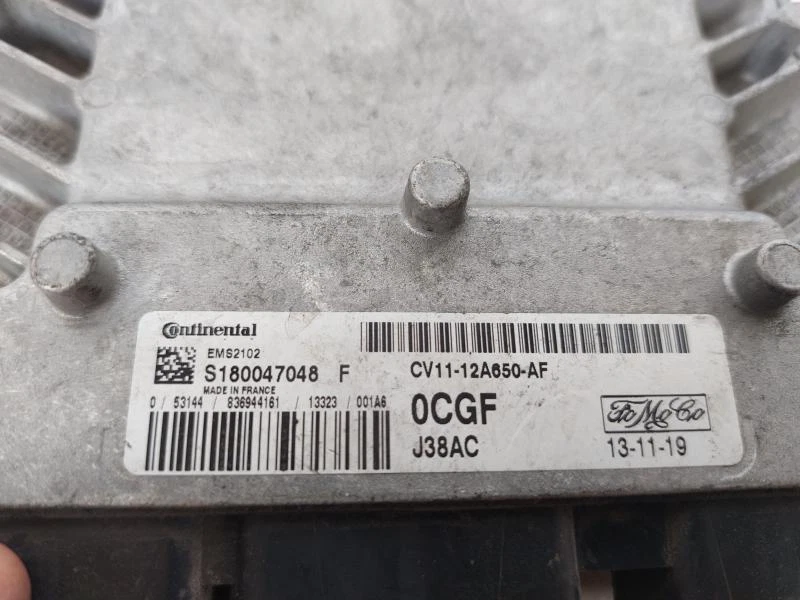 Continental
EMS2102
S180047048 F
MADE IN FRANCE
0 / 53144 / 836944161 / 13323 / 001A6
CV11-12A650-AF
0CGF
J38AC
FoMoCo
13-11-19